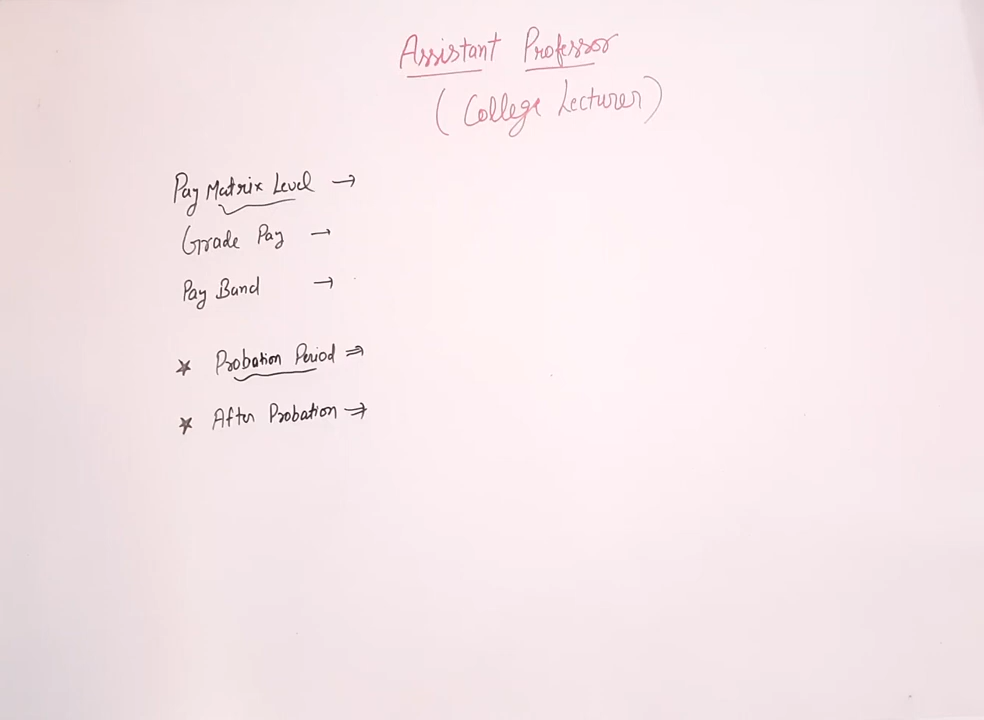 Assistant Professor
(College Lecturer)
Pay Matrix Level →
Grade Pay →
Pay Band →
* Probation Period ⇒
* After Probation ⇒